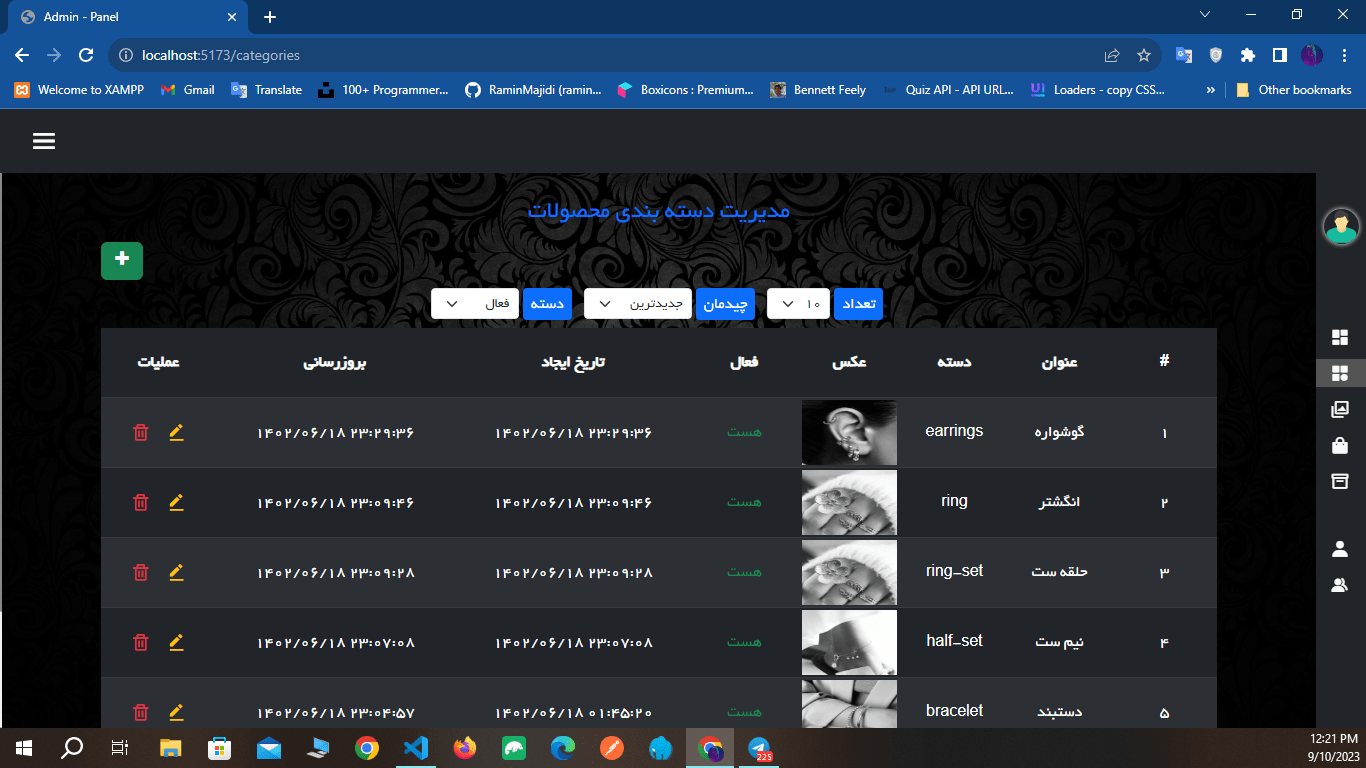 Admin - Panel
localhost:5173/categories
Welcome to XAMPP Gmail Translate 100+ Programmer... RaminMajidi (ramin... Boxicons : Premium... Bennett Feely Quiz API - API URL... Loaders - copy CSS... » Other bookmarks
مدیریت دسته بندی محصولات
تعداد ۱۰ چیدمان جدیدترین دسته فعال
# عنوان دسته عکس فعال تاریخ ایجاد بروزرسانی عملیات
۱ گوشواره earrings هست ۱۴۰۲/۰۶/۱۸ ۲۳:۲۹:۳۶ ۱۴۰۲/۰۶/۱۸ ۲۳:۲۹:۳۶
۲ انگشتر ring هست ۱۴۰۲/۰۶/۱۸ ۲۳:۰۹:۴۶ ۱۴۰۲/۰۶/۱۸ ۲۳:۰۹:۴۶
۳ حلقه ست ring-set هست ۱۴۰۲/۰۶/۱۸ ۲۳:۰۹:۲۸ ۱۴۰۲/۰۶/۱۸ ۲۳:۰۹:۲۸
۴ نیم ست half-set هست ۱۴۰۲/۰۶/۱۸ ۲۳:۰۷:۰۸ ۱۴۰۲/۰۶/۱۸ ۲۳:۰۷:۰۸
۵ دستبند bracelet هست ۱۴۰۲/۰۶/۱۸ ۰۱:۴۵:۲۰ ۱۴۰۲/۰۶/۱۸ ۲۳:۰۴:۵۷
225
12:21 PM
9/10/2023